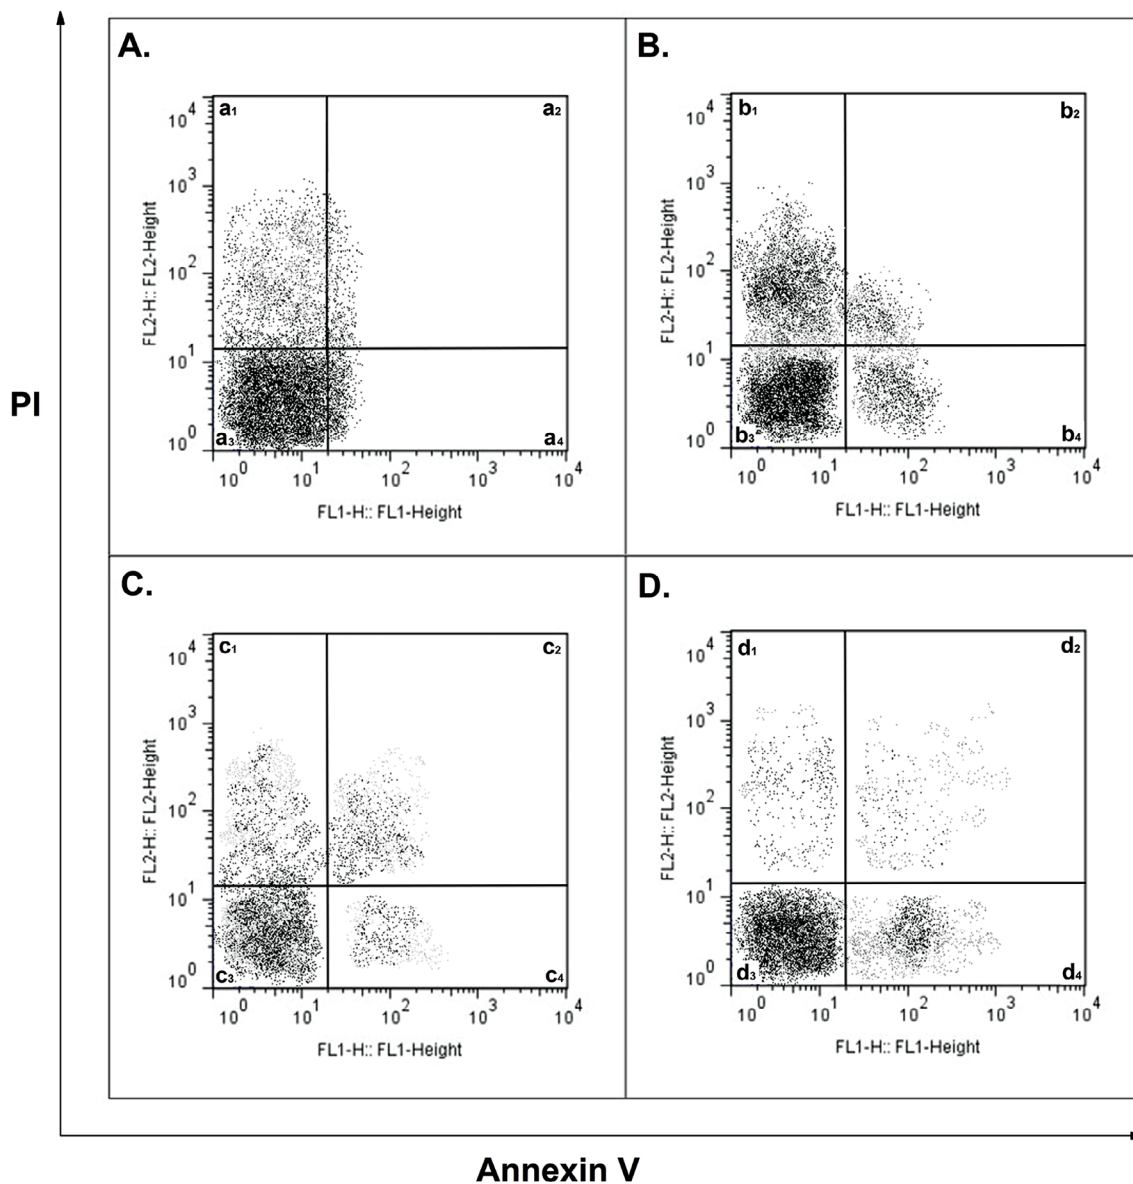 A.
B.
a1
a2
b1
b2
10^4
10^3
10^2
10^1
10^0
FL2-H:: FL2-Height
a3
a4
10^0 10^1 10^2 10^3 10^4
FL1-H:: FL1-Height
10^4
10^3
10^2
10^1
10^0
FL2-H:: FL2-Height
b3
b4
10^0 10^1 10^2 10^3 10^4
FL1-H:: FL1-Height
PI
C.
D.
c1
c2
d1
d2
10^4
10^3
10^2
10^1
10^0
FL2-H:: FL2-Height
c3
c4
10^0 10^1 10^2 10^3 10^4
FL1-H:: FL1-Height
10^4
10^3
10^2
10^1
10^0
FL2-H:: FL2-Height
d3
d4
10^0 10^1 10^2 10^3 10^4
FL1-H:: FL1-Height
Annexin V